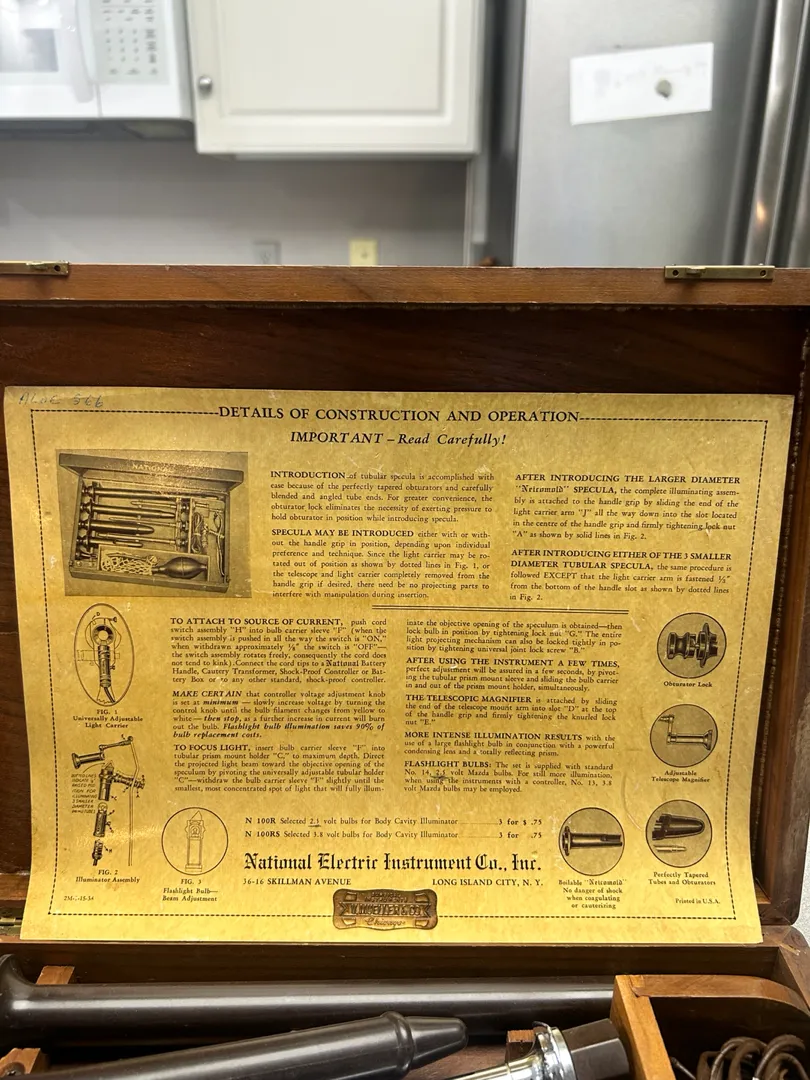 ALOE 566
DETAILS OF CONSTRUCTION AND OPERATION
IMPORTANT – Read Carefully!
NATIONAL
INTRODUCTION of tubular specula is accomplished with
ease because of the perfectly tapered obturators and carefully
blended and angled tube ends. For greater convenience, the
obturator lock eliminates the necessity of exerting pressure to
hold obturator in position while introducing specula.
SPECULA MAY BE INTRODUCED either with or with-
out the handle grip in position, depending upon individual
preference and technique. Since the light carrier may be ro-
tated out of position as shown by dotted lines in Fig. 1, or
the telescope and light carrier completely removed from the
handle grip if desired, there need be no projecting parts to
interfere with manipulation during insertion.
AFTER INTRODUCING THE LARGER DIAMETER
"Netromold" SPECULA, the complete illuminating assem-
bly is attached to the handle grip by sliding the end of the
light carrier arm "J" all the way down into the slot located
in the centre of the handle grip and firmly tightening lock nut
"A" as shown by solid lines in Fig. 2.
AFTER INTRODUCING EITHER OF THE 3 SMALLER
DIAMETER TUBULAR SPECULA, the same procedure is
followed EXCEPT that the light carrier arm is fastened ½"
from the bottom of the handle slot as shown by dotted lines
in Fig. 2.
FIG. 1
Universally Adjustable
Light Carrier
TO ATTACH TO SOURCE OF CURRENT, push cord
switch assembly "H" into bulb carrier sleeve "F" (when the
switch assembly is pushed in all the way the switch is "ON,"
when withdrawn approximately ⅛" the switch is "OFF"—
the switch assembly rotates freely, consequently the cord does
not tend to kink). Connect the cord tips to a National Battery
Handle, Cautery Transformer, Shock-Proof Controller or Bat-
tery Box or to any other standard, shock-proof controller.
MAKE CERTAIN that controller voltage adjustment knob
is set at minimum — slowly increase voltage by turning the
control knob until the bulb filament changes from yellow to
white — then stop, as a further increase in current will burn
out the bulb. Flashlight bulb illumination saves 90% of
bulb replacement costs.
TO FOCUS LIGHT, insert bulb carrier sleeve "F" into
tubular prism mount holder "C," to maximum depth. Direct
the projected light beam toward the objective opening of the
speculum by pivoting the universally adjustable tubular holder
"C"—withdraw the bulb carrier sleeve "F" slightly until the
smallest, most concentrated spot of light that will fully illum-
inate the objective opening of the speculum is obtained—then
lock bulb in position by tightening lock nut "G." The entire
light projecting mechanism can also be locked tightly in po-
sition by tightening universal joint lock screw "B."
AFTER USING THE INSTRUMENT A FEW TIMES,
perfect adjustment will be assured in a few seconds, by pivot-
ing the tubular prism mount sleeve and sliding the bulb carrier
in and out of the prism mount holder, simultaneously.
THE TELESCOPIC MAGNIFIER is attached by sliding
the end of the telescope mount arm into slot "D" at the top
of the handle grip and firmly tightening the knurled lock
nut "E."
MORE INTENSE ILLUMINATION RESULTS with the
use of a large flashlight bulb in conjunction with a powerful
condensing lens and a totally reflecting prism.
FLASHLIGHT BULBS: The set is supplied with standard
No. 14, 2.5 volt Mazda bulbs. For still more illumination,
when using the instruments with a controller, No. 13, 3.8
volt Mazda bulbs may be employed.
Obturator Lock
Adjustable
Telescope Magnifier
FIG. 2
Illuminator Assembly
FIG. 3
Flashlight Bulb—
Beam Adjustment
N 100R Selected 2.5 volt bulbs for Body Cavity Illuminator 3 for $ .75
N 100RS Selected 3.8 volt bulbs for Body Cavity Illuminator 3 for .75
National Electric Instrument Co., Inc.
36-16 SKILLMAN AVENUE LONG ISLAND CITY, N. Y.
Boilable "Netromold"
No danger of shock
when coagulating
or cauterizing
Perfectly Tapered
Tubes and Obturators
Printed in U.S.A.
Chicago